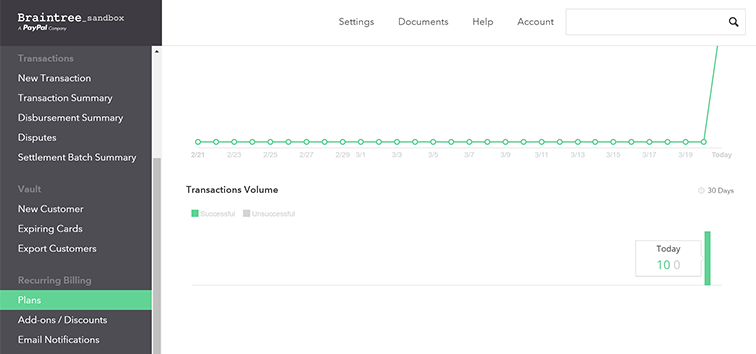 Braintree_sandbox
A PayPal Company
Settings Documents Help Account
Transactions
New Transaction
Transaction Summary
Disbursement Summary
Disputes
Settlement Batch Summary
Vault
New Customer
Expiring Cards
Export Customers
Recurring Billing
Plans
Add-ons / Discounts
Email Notifications
2/21 2/23 2/25 2/27 2/29 3/1 3/3 3/5 3/7 3/9 3/11 3/13 3/15 3/17 3/19 Today
Transactions Volume 30 Days
Successful Unsuccessful
Today
10 0